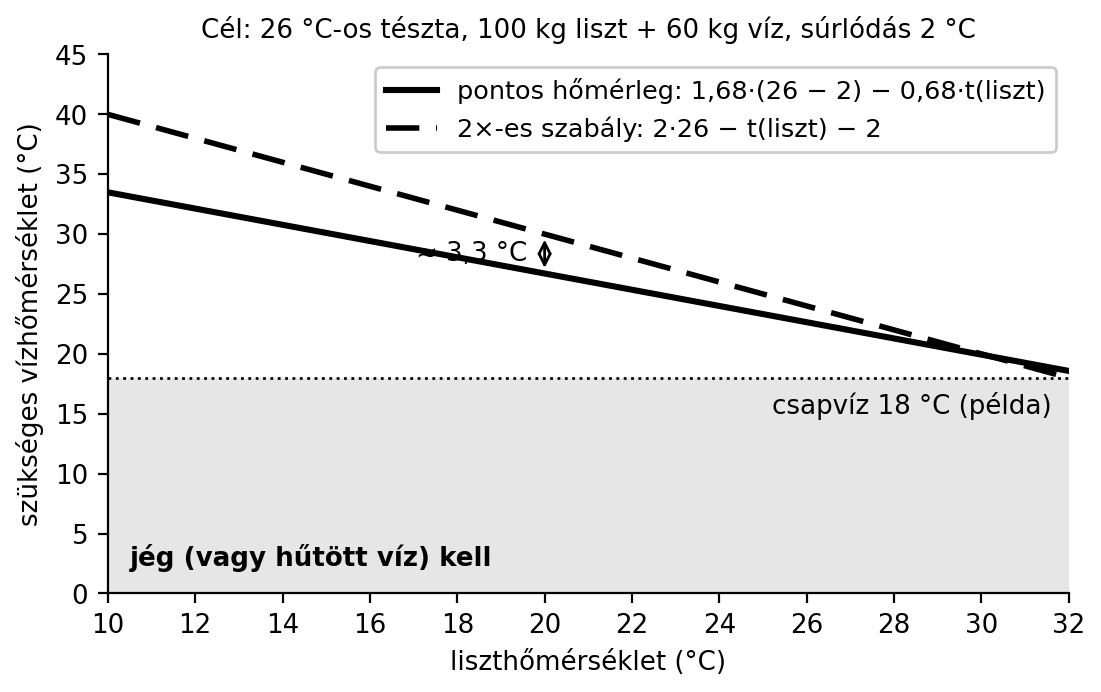 Cél: 26 °C-os tészta, 100 kg liszt + 60 kg víz, súrlódás 2 °C
pontos hőmérleg: 1,68·(26 − 2) − 0,68·t(liszt)
2×-es szabály: 2·26 − t(liszt) − 2
szükséges vízhőmérséklet (°C)
45
40
35
30
25
20
15
10
5
0
~ 3,3 °C
csapvíz 18 °C (példa)
jég (vagy hűtött víz) kell
10 12 14 16 18 20 22 24 26 28 30 32
liszthőmérséklet (°C)